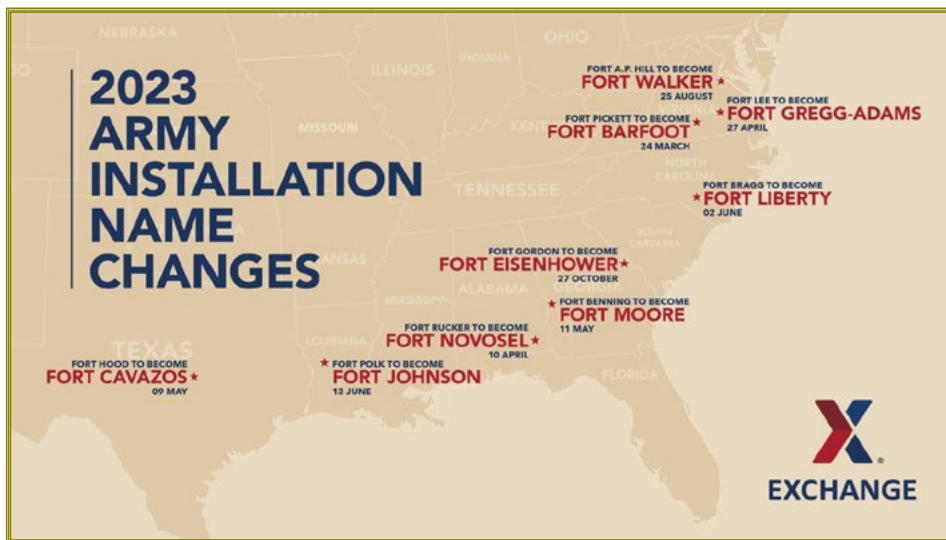 2023
ARMY
INSTALLATION
NAME
CHANGES
FORT A.P. HILL TO BECOME
FORT WALKER
25 AUGUST
FORT LEE TO BECOME
FORT GREGG-ADAMS
27 APRIL
FORT PICKETT TO BECOME
FORT BARFOOT
24 MARCH
FORT BRAGG TO BECOME
FORT LIBERTY
02 JUNE
FORT GORDON TO BECOME
FORT EISENHOWER
27 OCTOBER
FORT BENNING TO BECOME
FORT MOORE
11 MAY
FORT RUCKER TO BECOME
FORT NOVOSEL
10 APRIL
FORT POLK TO BECOME
FORT JOHNSON
13 JUNE
FORT HOOD TO BECOME
FORT CAVAZOS
09 MAY
NEBRASKA
ILLINOIS
INDIANA
OHIO
MISSOURI
VIRGINIA
TENNESSEE
NORTH
CAROLINA
SOUTH
CAROLINA
MISSISSIPPI
ALABAMA
GEORGIA
TEXAS
LOUISIANA
FLORIDA
X
®
EXCHANGE